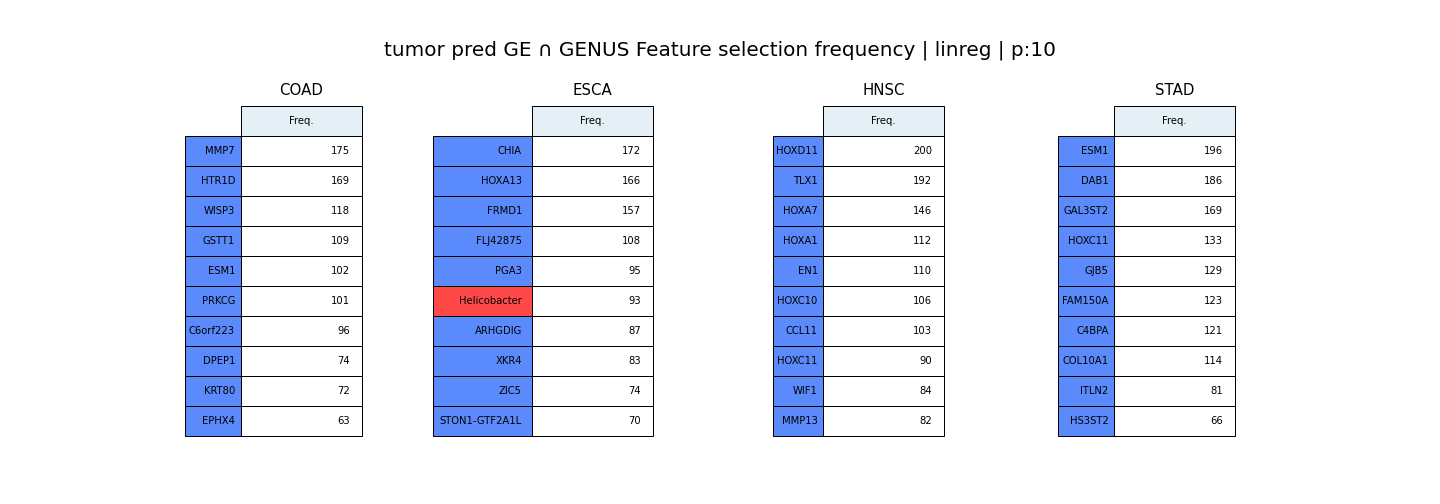 tumor pred GE ∩ GENUS Feature selection frequency | linreg | p:10
COAD
Freq.
MMP7 175
HTR1D 169
WISP3 118
GSTT1 109
ESM1 102
PRKCG 101
C6orf223 96
DPEP1 74
KRT80 72
EPHX4 63
ESCA
Freq.
CHIA 172
HOXA13 166
FRMD1 157
FLJ42875 108
PGA3 95
Helicobacter 93
ARHGDIG 87
XKR4 83
ZIC5 74
STON1-GTF2A1L 70
HNSC
Freq.
HOXD11 200
TLX1 192
HOXA7 146
HOXA1 112
EN1 110
HOXC10 106
CCL11 103
HOXC11 90
WIF1 84
MMP13 82
STAD
Freq.
ESM1 196
DAB1 186
GAL3ST2 169
HOXC11 133
GJB5 129
FAM150A 123
C4BPA 121
COL10A1 114
ITLN2 81
HS3ST2 66